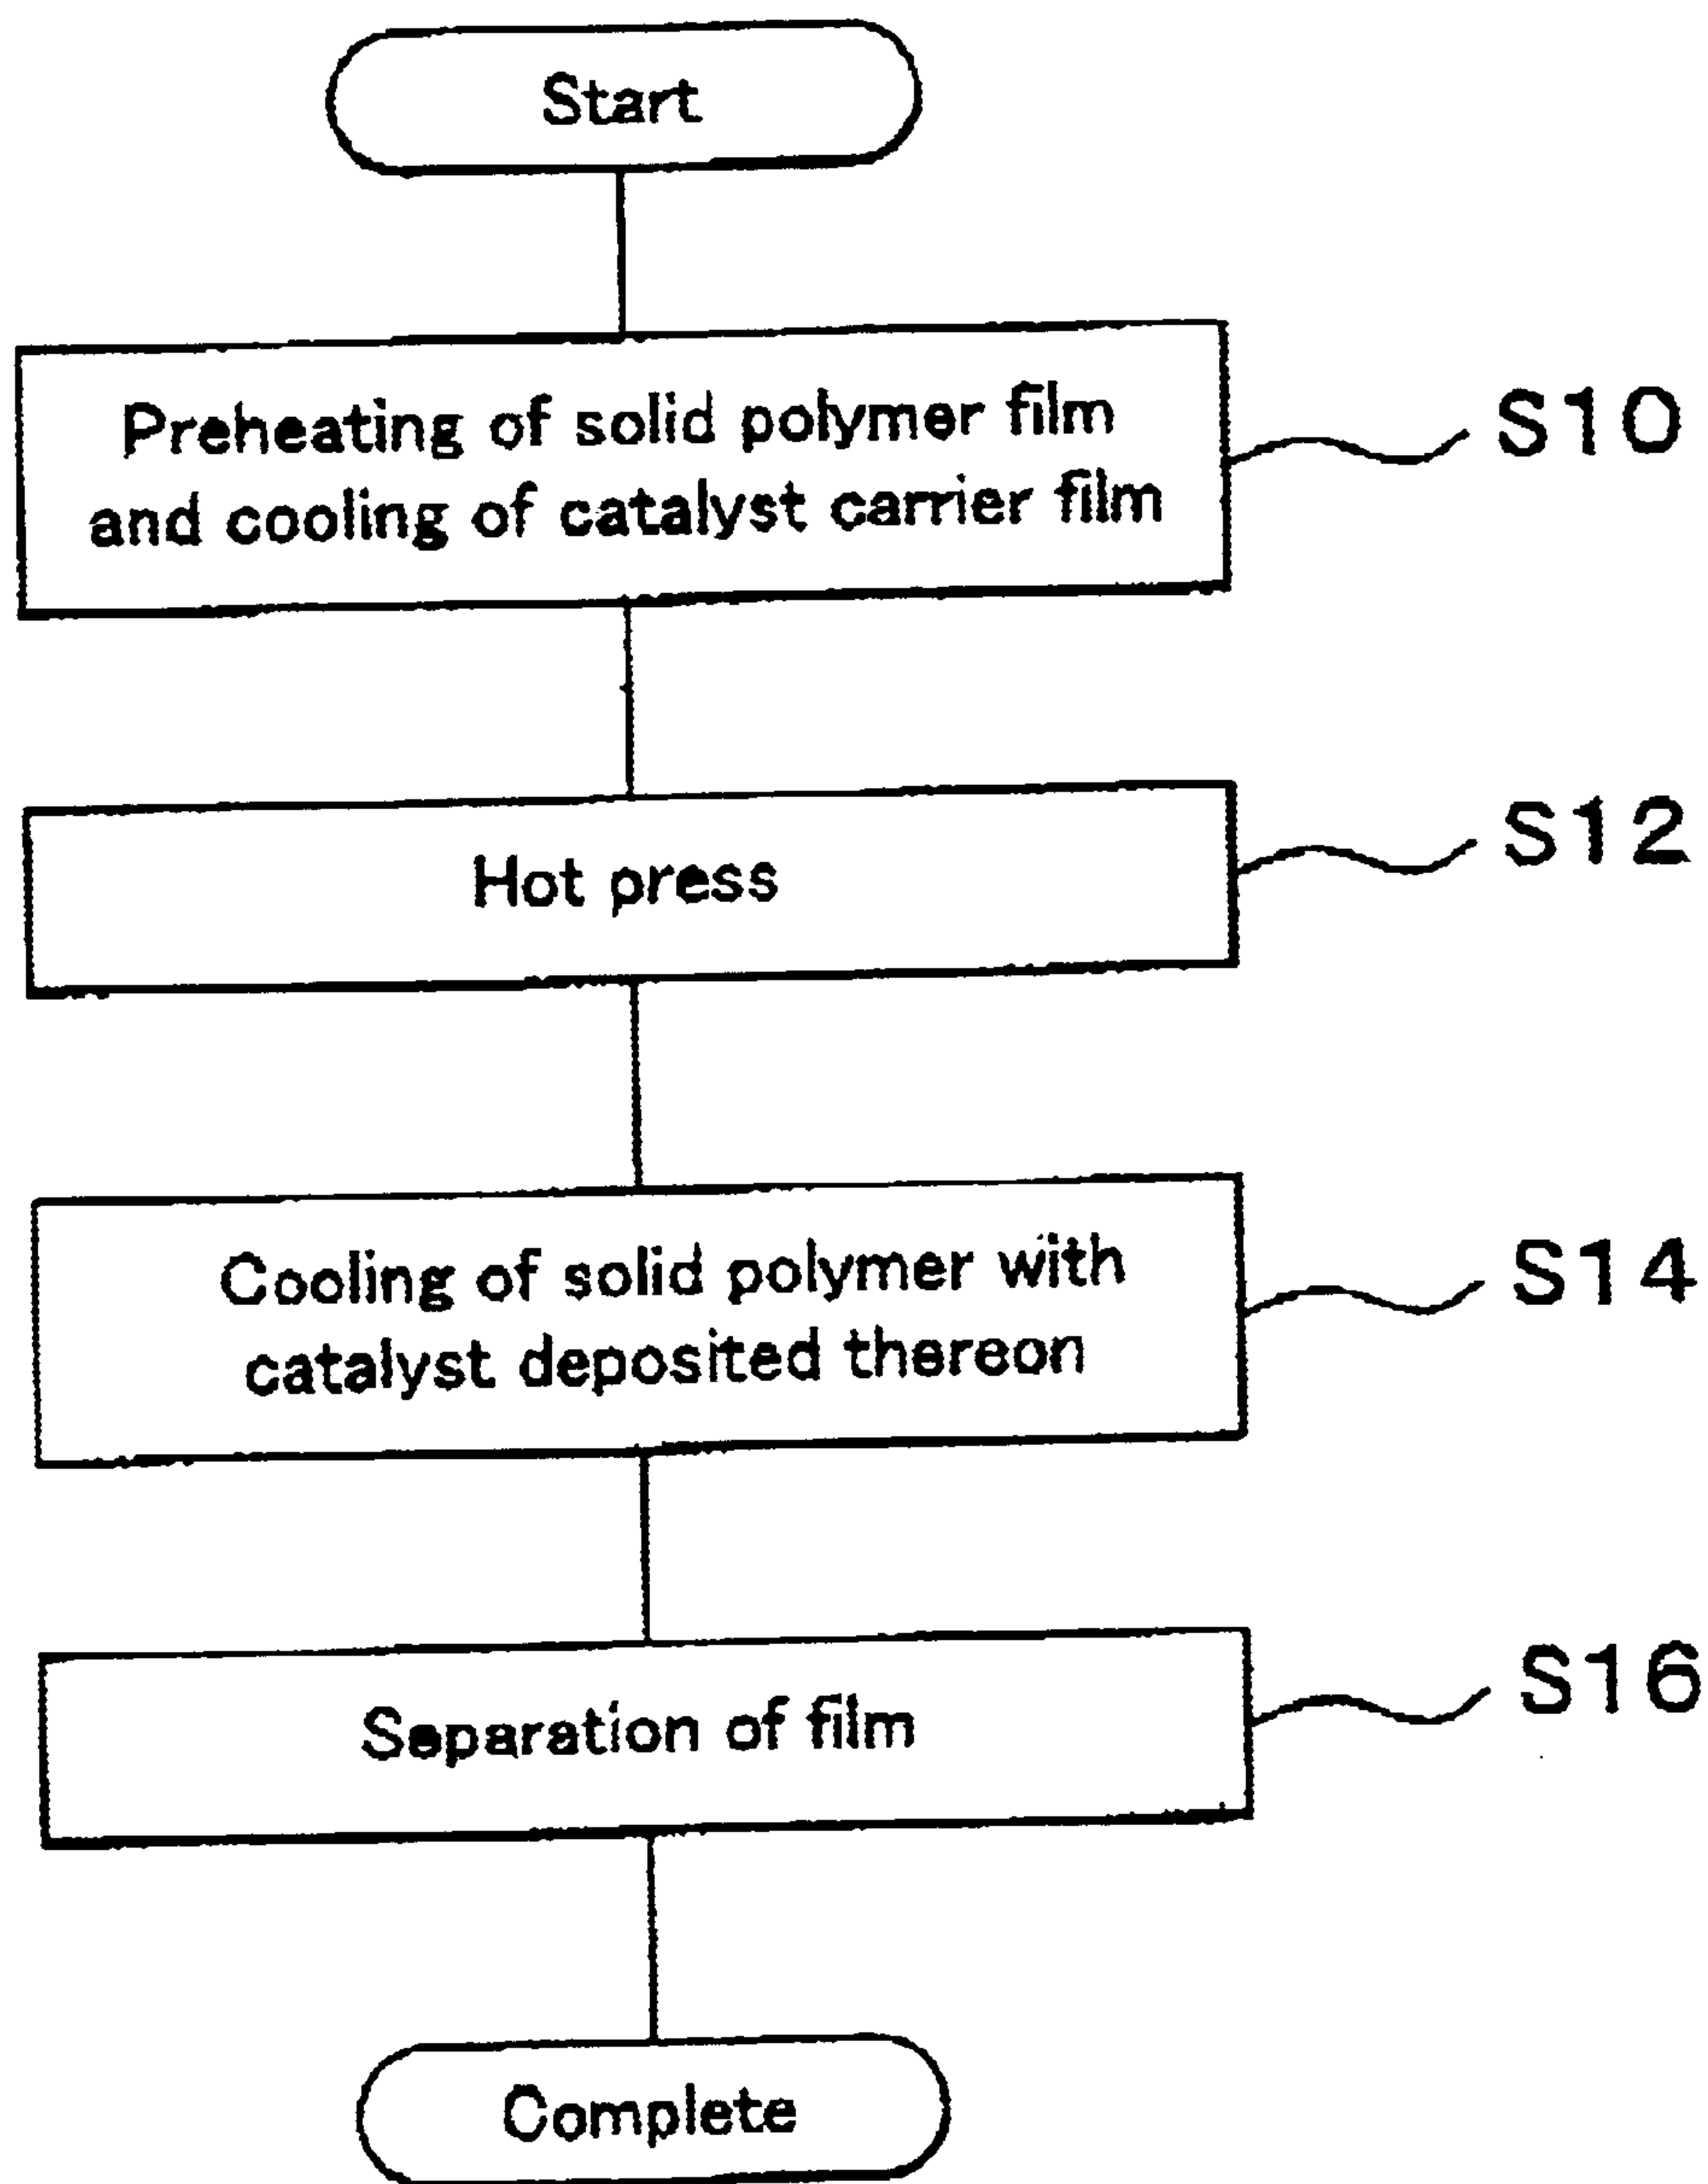 Start
Preheating of solid polymer film
and cooling of catalyst carrier film
S10
Hot press
S12
Cooling of solid polymer with
catalyst deposited thereon
S14
Separation of film
S16
Complete